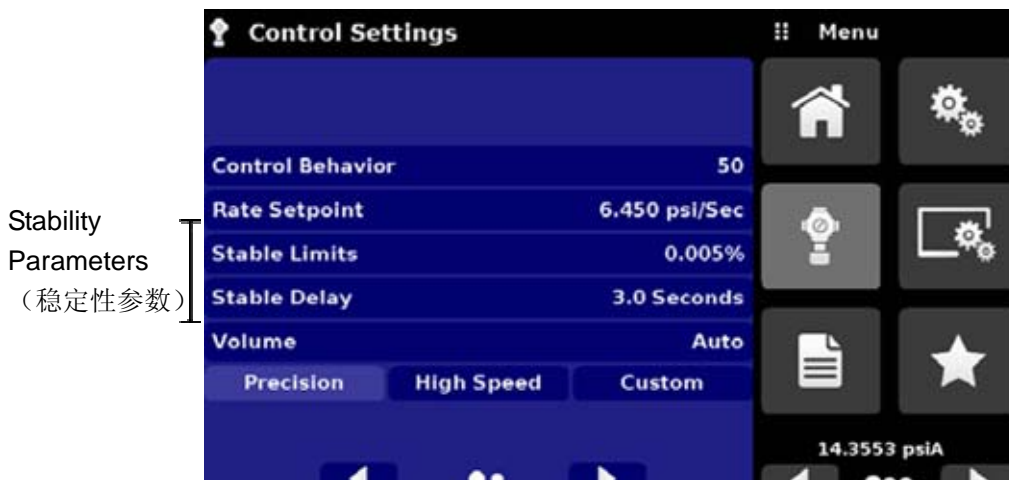 Control Settings
Menu
Control Behavior 50
Rate Setpoint 6.450 psi/Sec
Stable Limits 0.005%
Stable Delay 3.0 Seconds
Volume Auto
Precision High Speed Custom
14.3553 psiA
Stability
Parameters
（稳定性参数）